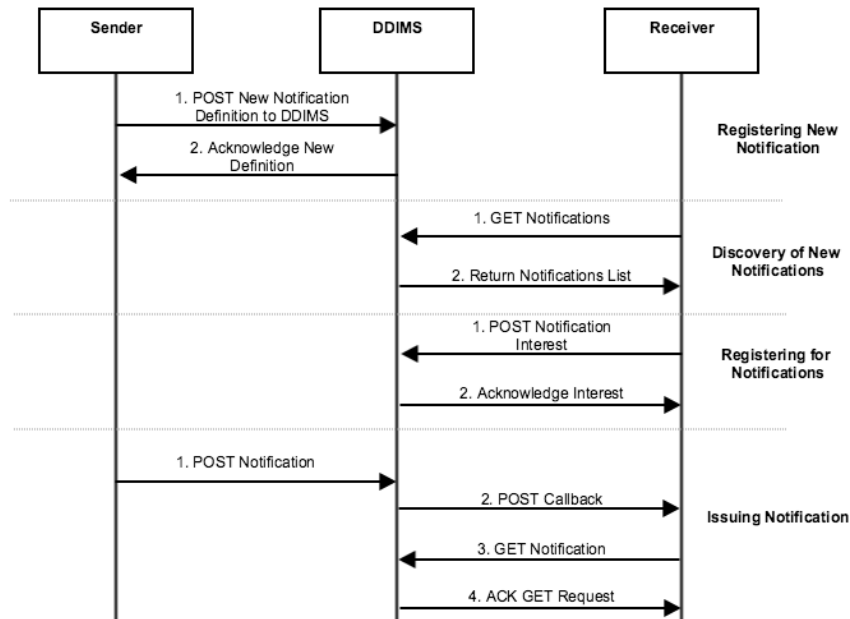 Sender
DDIMS
Receiver
1. POST New Notification
Definition to DDIMS
Registering New
Notification
2. Acknowledge New
Definition
1. GET Notifications
Discovery of New
Notifications
2. Return Notifications List
1. POST Notification
Interest
Registering for
Notifications
2. Acknowledge Interest
1. POST Notification
2. POST Callback
Issuing Notification
3. GET Notification
4. ACK GET Request